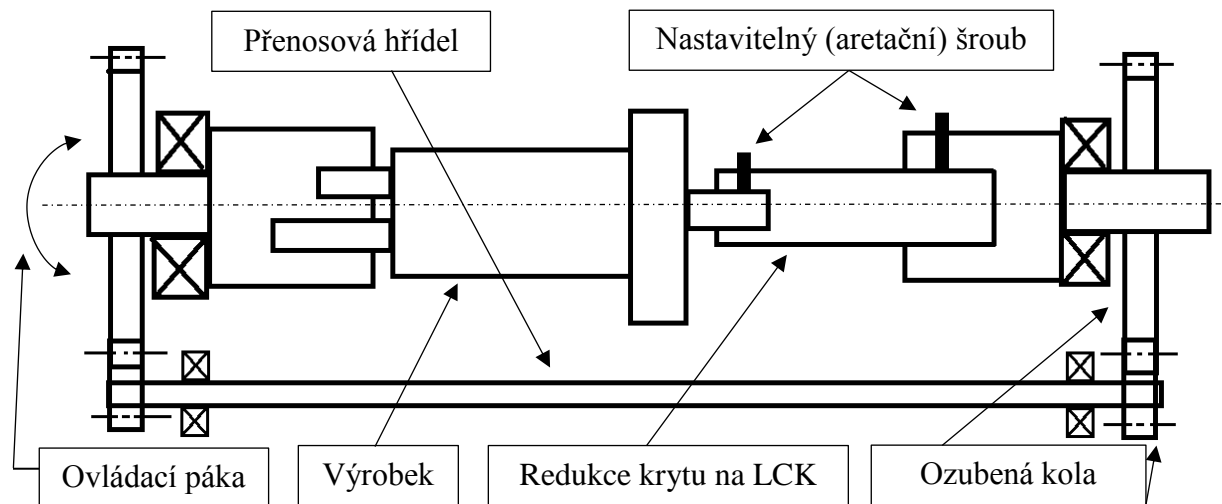 Přenosová hřídel
Nastavitelný (aretační) šroub
Ovládací páka
Výrobek
Redukce krytu na LCK
Ozubená kola